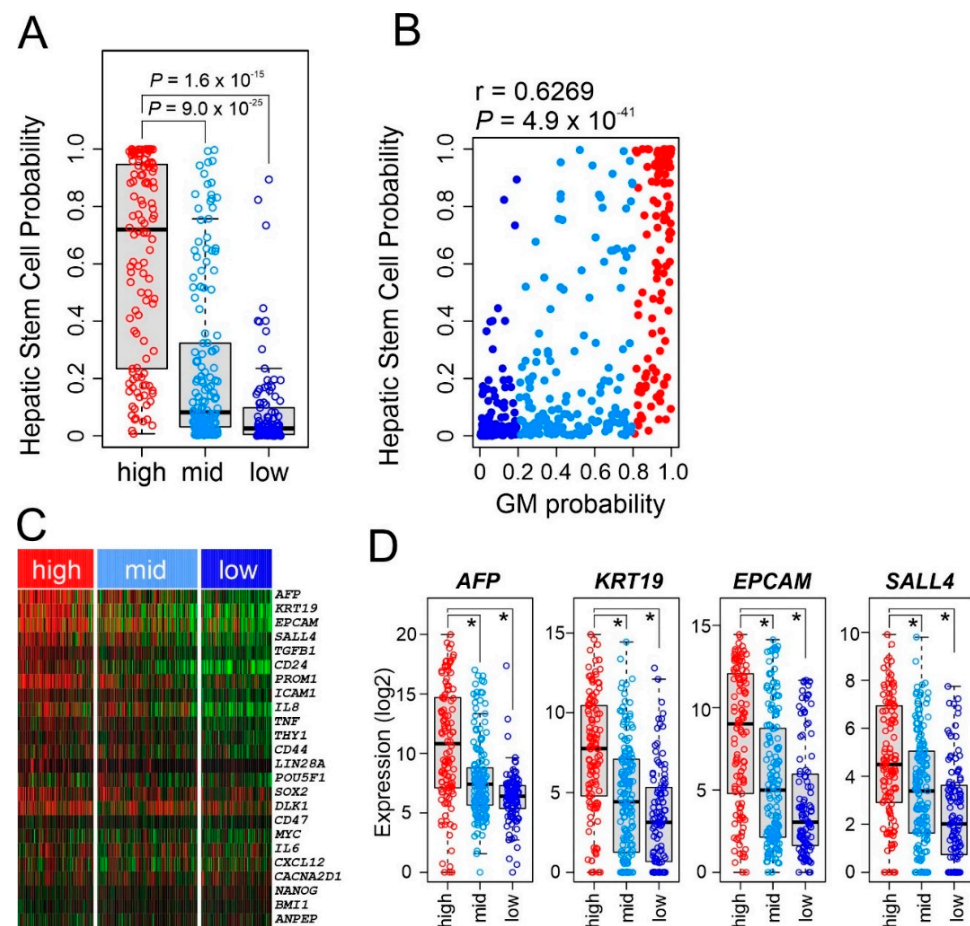 A
P = 1.6 x 10-15
P = 9.0 x 10-25
Hepatic Stem Cell Probability
1.0
0.8
0.6
0.4
0.2
0
high mid low
B
r = 0.6269
P = 4.9 x 10-41
Hepatic Stem Cell Probability
1.0
0.8
0.6
0.4
0.2
0
0 0.2 0.4 0.6 0.8 1.0
GM probability
C
high mid low
AFP
KRT19
EPCAM
SALL4
TGFB1
CD24
PROM1
ICAM1
IL8
TNF
THY1
CD44
LIN28A
POU5F1
SOX2
DLK1
CD47
MYC
IL6
CXCL12
CACNA2D1
NANOG
BMI1
ANPEP
D
Expression (log2)
AFP
* *
20
15
10
5
0
high mid low
KRT19
* *
15
10
5
0
high mid low
EPCAM
* *
15
10
5
0
high mid low
SALL4
* *
10
8
6
4
2
0
high mid low